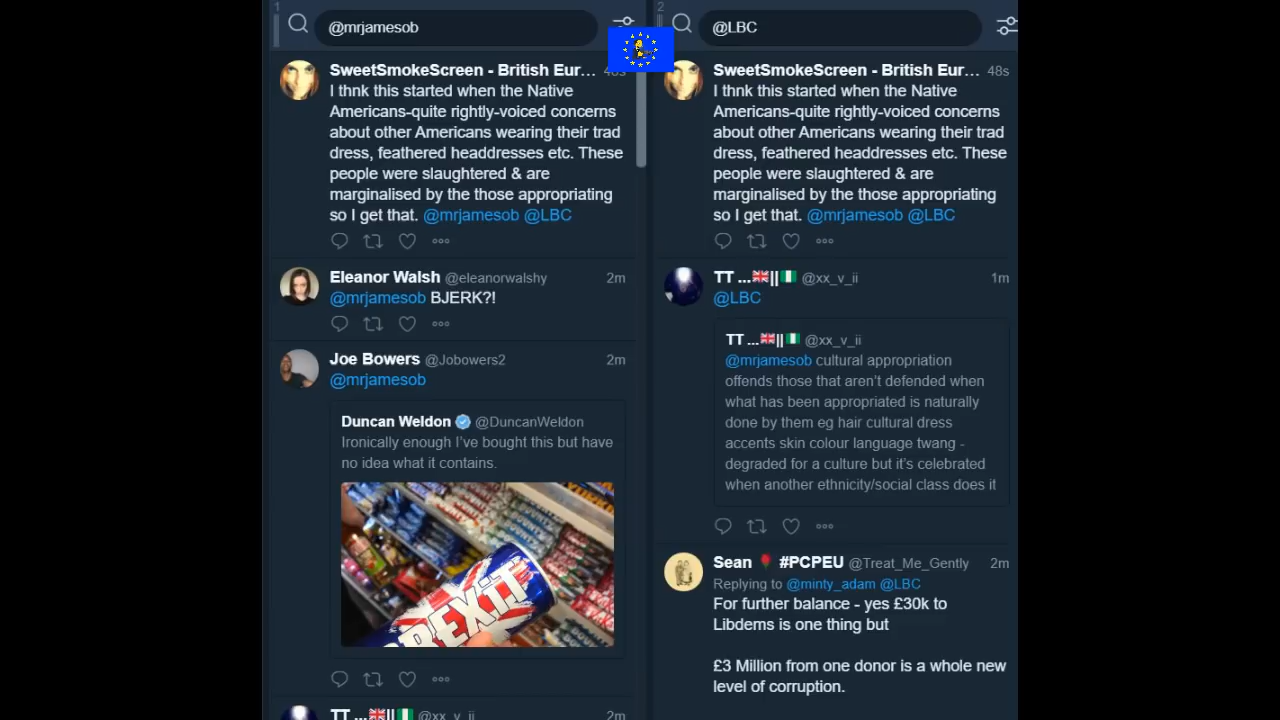 1
@mrjamesob
SweetSmokeScreen - British Eur... 48s
I thnk this started when the Native
Americans-quite rightly-voiced concerns
about other Americans wearing their trad
dress, feathered headdresses etc. These
people were slaughtered & are
marginalised by the those appropriating
so I get that. @mrjamesob @LBC
Eleanor Walsh @eleanorwalshy 2m
@mrjamesob BJERK?!
Joe Bowers @Jobowers2 2m
@mrjamesob
Duncan Weldon @DuncanWeldon
Ironically enough I've bought this but have
no idea what it contains.
BREXIT
TT ...🇬🇧||🇳🇬 @xx_v_ii 2m
2
@LBC
SweetSmokeScreen - British Eur... 48s
I thnk this started when the Native
Americans-quite rightly-voiced concerns
about other Americans wearing their trad
dress, feathered headdresses etc. These
people were slaughtered & are
marginalised by the those appropriating
so I get that. @mrjamesob @LBC
TT ...🇬🇧||🇳🇬 @xx_v_ii 1m
@LBC
TT ...🇬🇧||🇳🇬 @xx_v_ii
@mrjamesob cultural appropriation
offends those that aren't defended when
what has been appropriated is naturally
done by them eg hair cultural dress
accents skin colour language twang -
degraded for a culture but it's celebrated
when another ethnicity/social class does it
Sean 🌹 #PCPEU @Treat_Me_Gently 2m
Replying to @minty_adam @LBC
For further balance - yes £30k to
Libdems is one thing but
£3 Million from one donor is a whole new
level of corruption.